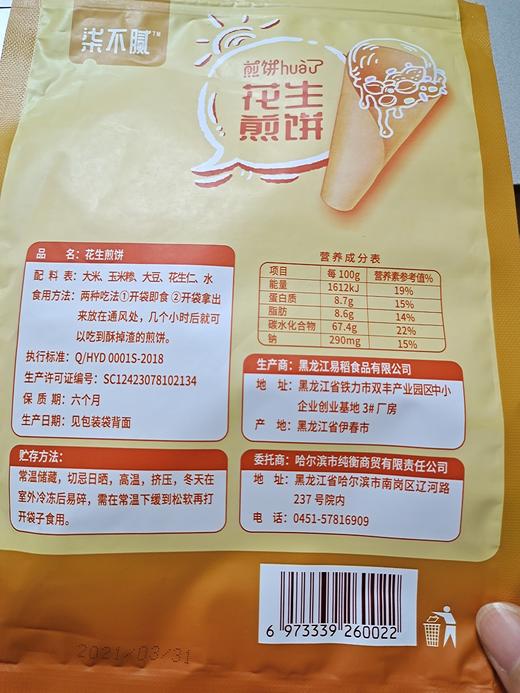 柒不腻™
煎饼huà了
花生
煎饼
品 名：花生煎饼
配 料 表：大米、玉米糁、大豆、花生仁、水
食用方法：两种吃法①开袋即食 ②开袋拿出
来放在通风处，几个小时后就可
以吃到酥掉渣的煎饼
执行标准：Q/HYD 0001S-2018
生产许可证编号：SC12423078102134
保 质 期：六个月
生产日期：见包装袋背面
贮存方法：
常温储藏，切忌日晒，高温，挤压，冬天在
室外冷冻后易碎，需在常温下缓到松软再打
开袋子食用。
营养成分表
项目 每 100g 营养素参考值%
能量 1612kJ 19%
蛋白质 8.7g 15%
脂肪 8.6g 14%
碳水化合物 67.4g 22%
钠 290mg 15%
生产商：黑龙江易稻食品有限公司
地 址：黑龙江省铁力市双丰产业园区中小
企业创业基地 3# 厂房
产 地：黑龙江省伊春市
委托商：哈尔滨市纯衡商贸有限责任公司
地 址：黑龙江省哈尔滨市南岗区辽河路
237 号院内
电 话：0451-57816909
6 973339 260022
2021/03/31